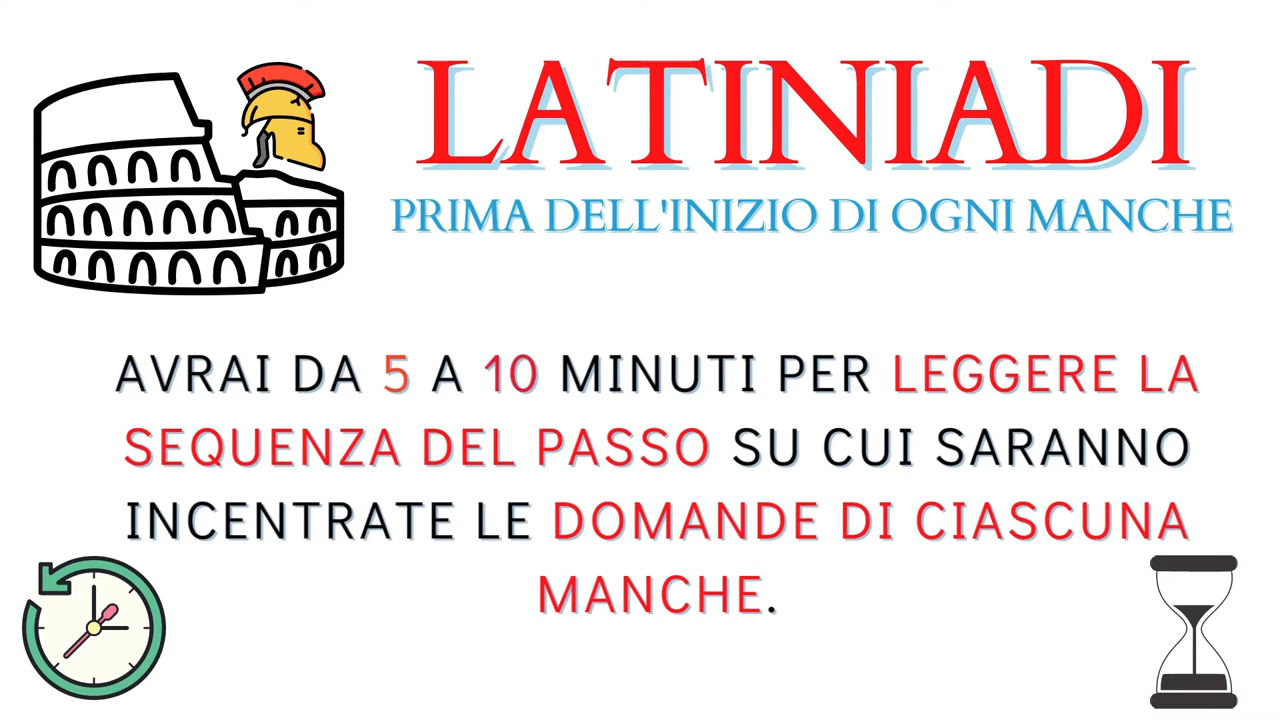 LATINIADI
PRIMA DELL'INIZIO DI OGNI MANCHE
AVRAI DA 5 A 10 MINUTI PER LEGGERE LA
SEQUENZA DEL PASSO SU CUI SARANNO
INCENTRATE LE DOMANDE DI CIASCUNA
MANCHE.